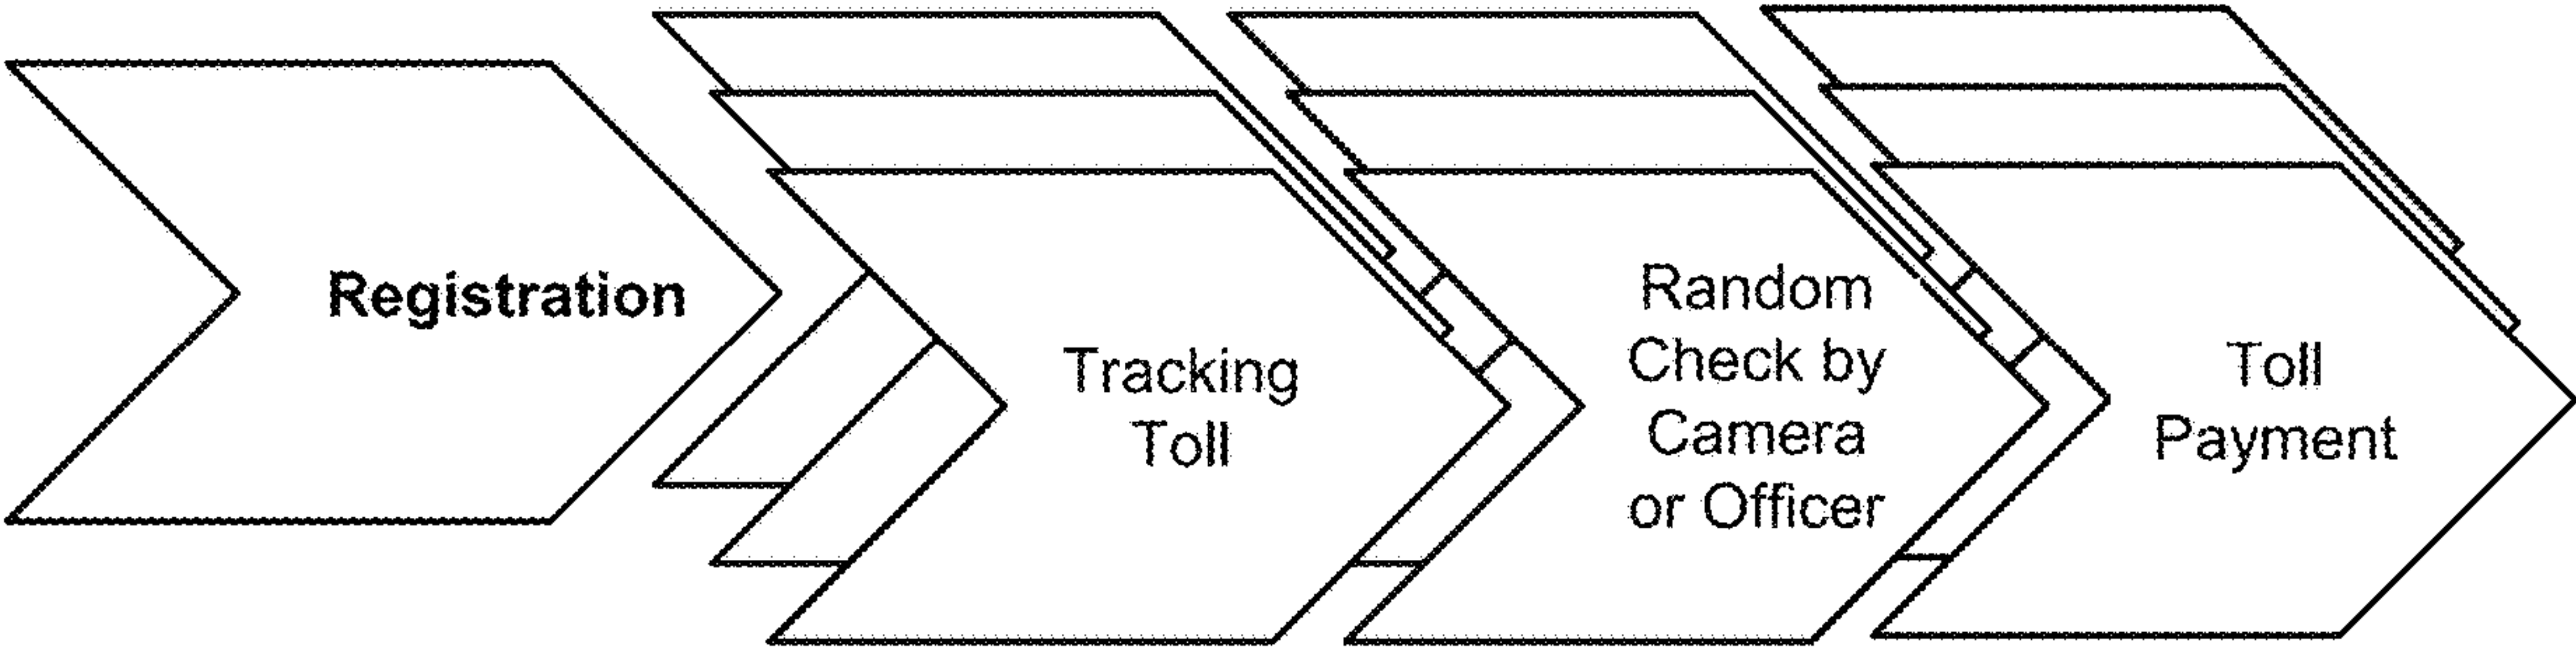 Registration
Tracking
Toll
Random
Check by
Camera
or Officer
Toll
Payment